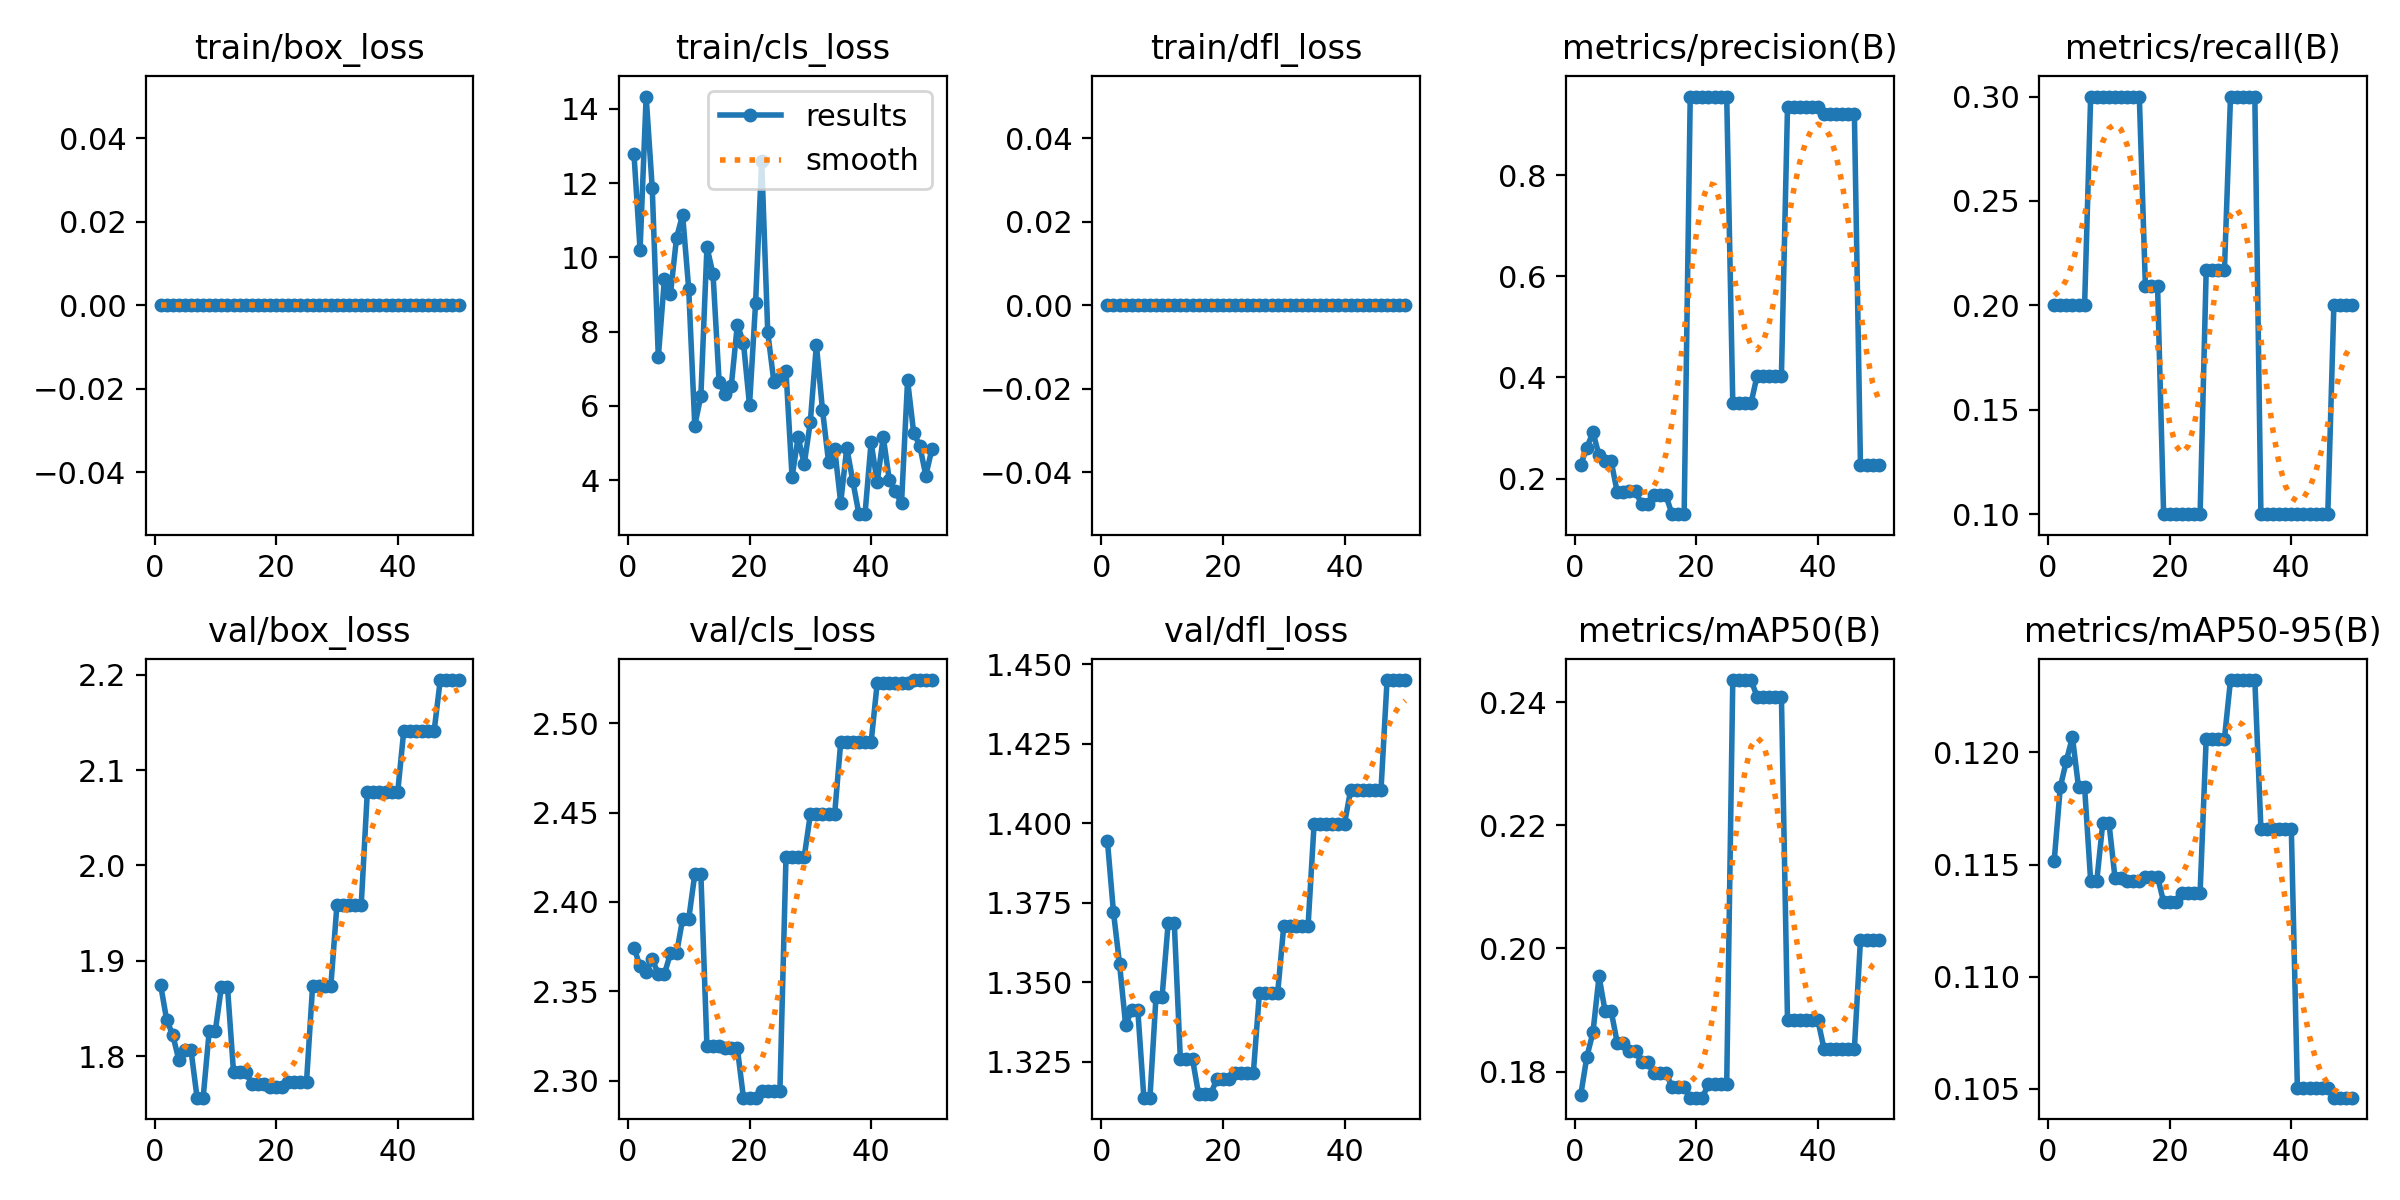 train/box_loss
0.04
0.02
0.00
−0.02
−0.04
0 20 40
train/cls_loss
results
smooth
14
12
10
8
6
4
0 20 40
train/dfl_loss
0.04
0.02
0.00
−0.02
−0.04
0 20 40
metrics/precision(B)
0.8
0.6
0.4
0.2
0 20 40
metrics/recall(B)
0.30
0.25
0.20
0.15
0.10
0 20 40
val/box_loss
2.2
2.1
2.0
1.9
1.8
0 20 40
val/cls_loss
2.50
2.45
2.40
2.35
2.30
0 20 40
val/dfl_loss
1.450
1.425
1.400
1.375
1.350
1.325
0 20 40
metrics/mAP50(B)
0.24
0.22
0.20
0.18
0 20 40
metrics/mAP50-95(B)
0.120
0.115
0.110
0.105
0 20 40